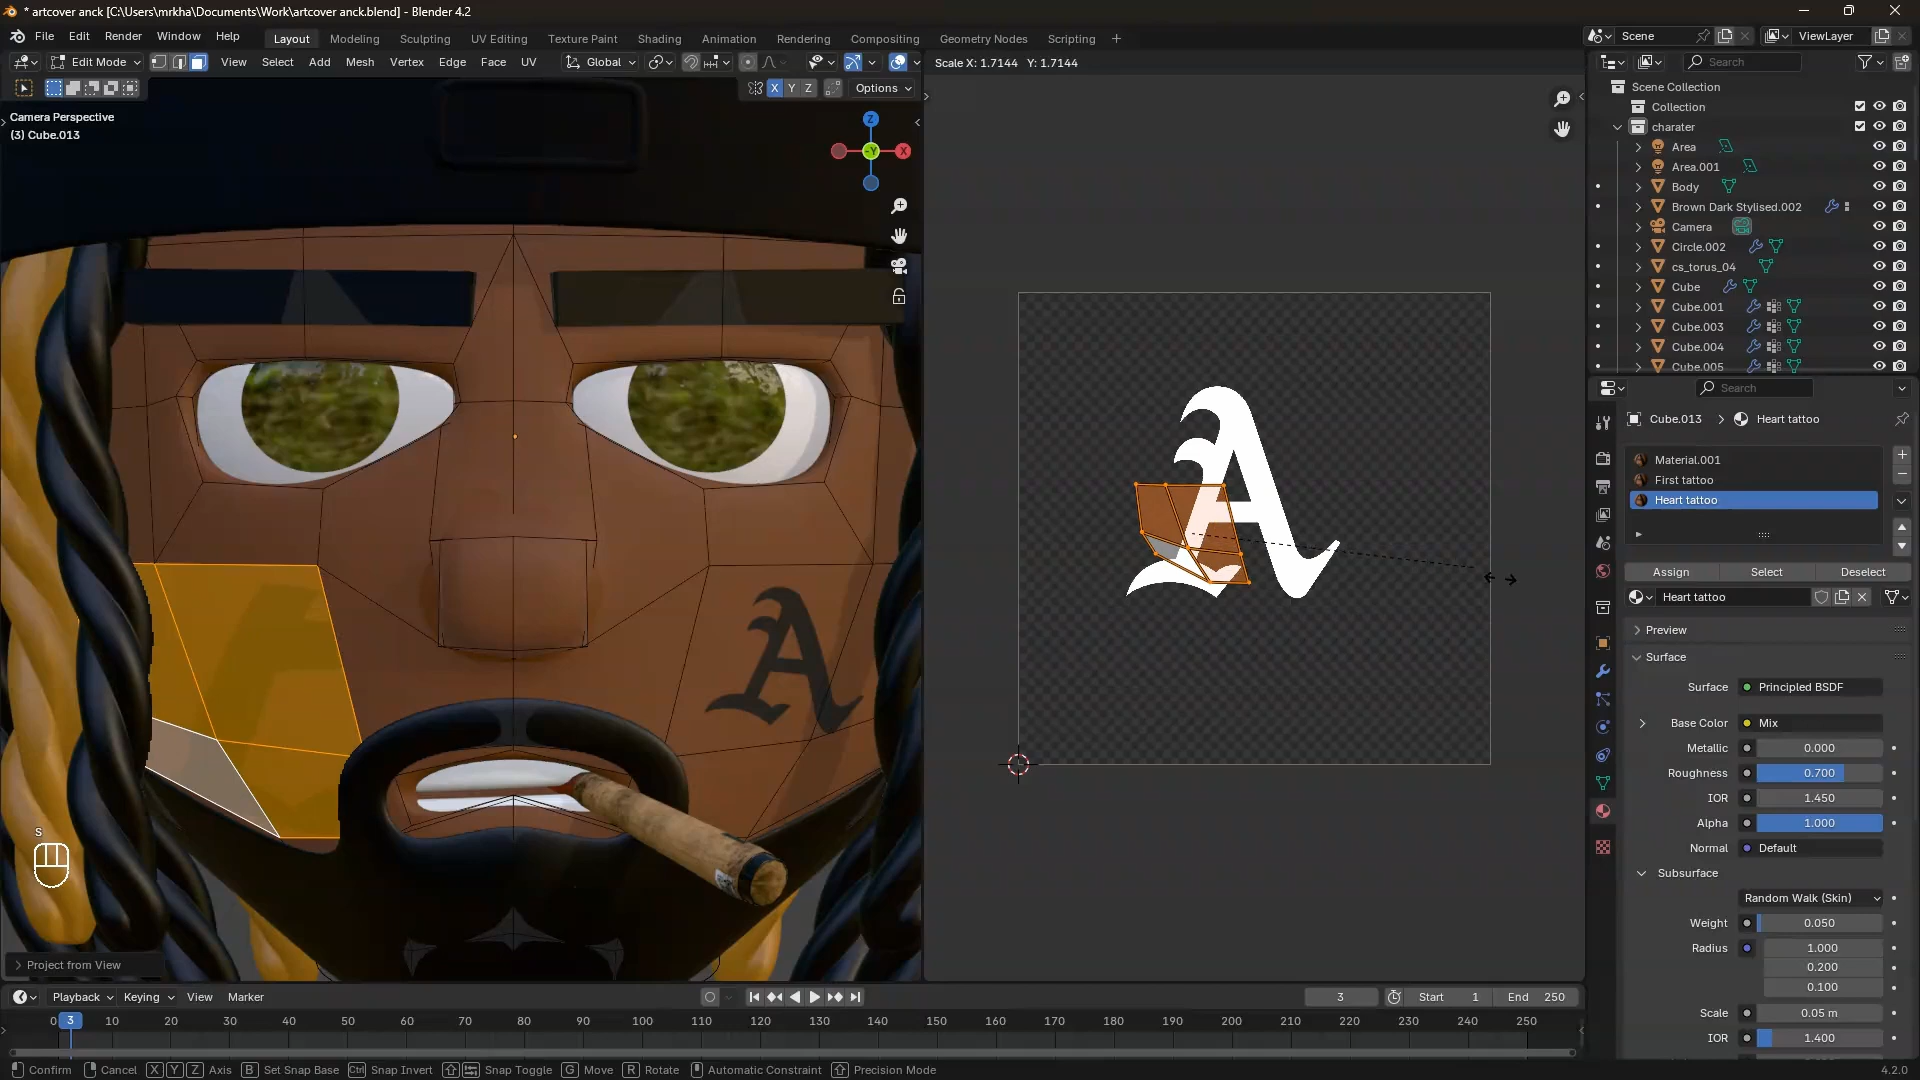 * artcover anck [C:\Users\mrkha\Documents\Work\artcover anck.blend] - Blender 4.2
File Edit Render Window Help
Layout Modeling Sculpting UV Editing Texture Paint Shading Animation Rendering Compositing Geometry Nodes Scripting +
Scene
ViewLayer
Edit Mode View Select Add Mesh Vertex Edge Face UV Global
X Y Z Options
Camera Perspective
(3) Cube.013
Z
-Y
X
Scale X: 1.7144 Y: 1.7144
A
A
s
Project from View
Search
Scene Collection
Collection
charater
Area
Area.001
Body
Brown Dark Stylised.002
Camera
Circle.002
cs_torus_04
Cube
Cube.001
Cube.003
Cube.004
Cube.005
Search
Cube.013 > Heart tattoo
Material.001
First tattoo
Heart tattoo
Assign Select Deselect
Heart tattoo
Preview
Surface
Surface Principled BSDF
Base Color Mix
Metallic 0.000
Roughness 0.700
IOR 1.450
Alpha 1.000
Normal Default
Subsurface
Random Walk (Skin)
Weight 0.050
Radius 1.000
0.200
0.100
Scale 0.05 m
IOR 1.400
Playback Keying View Marker
3 Start 1 End 250
0 3 10 20 30 40 50 60 70 80 90 100 110 120 130 140 150 160 170 180 190 200 210 220 230 240 250
Confirm Cancel X Y Z Axis B Set Snap Base Ctrl Snap Invert Snap Toggle G Move R Rotate Automatic Constraint Precision Mode
4.2.0